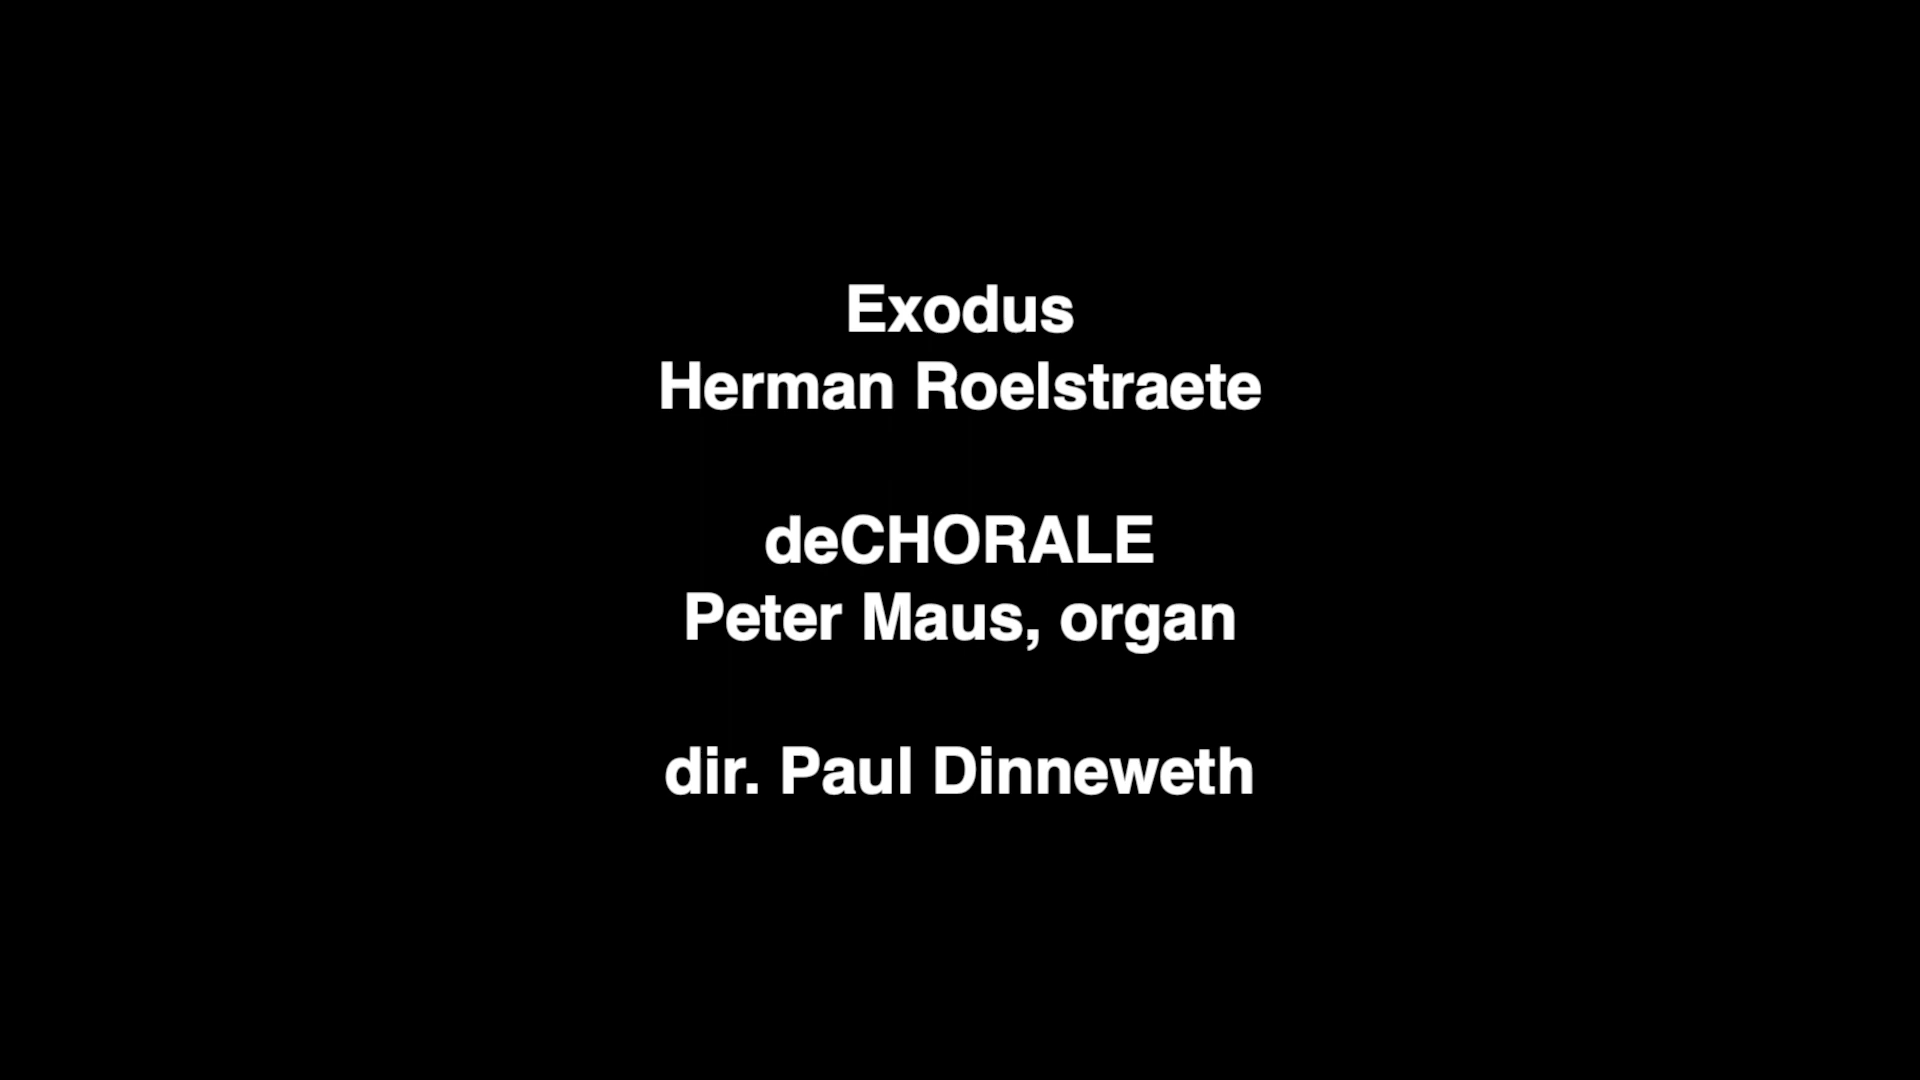 Exodus
Herman Roelstraete
deCHORALE
Peter Maus, organ
dir. Paul Dinneweth